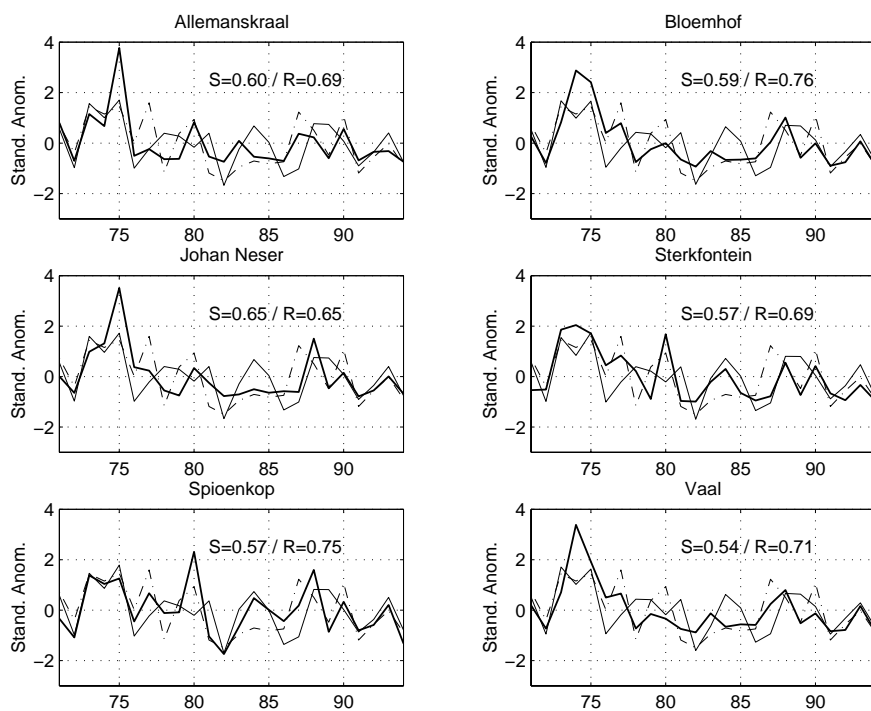 Allemanskraal
Bloemhof
4
2
0
−2
Stand. Anom.
S=0.60 / R=0.69
75 80 85 90
4
2
0
−2
Stand. Anom.
S=0.59 / R=0.76
75 80 85 90
Johan Neser
Sterkfontein
4
2
0
−2
Stand. Anom.
S=0.65 / R=0.65
75 80 85 90
4
2
0
−2
Stand. Anom.
S=0.57 / R=0.69
75 80 85 90
Spioenkop
Vaal
4
2
0
−2
Stand. Anom.
S=0.57 / R=0.75
75 80 85 90
4
2
0
−2
Stand. Anom.
S=0.54 / R=0.71
75 80 85 90